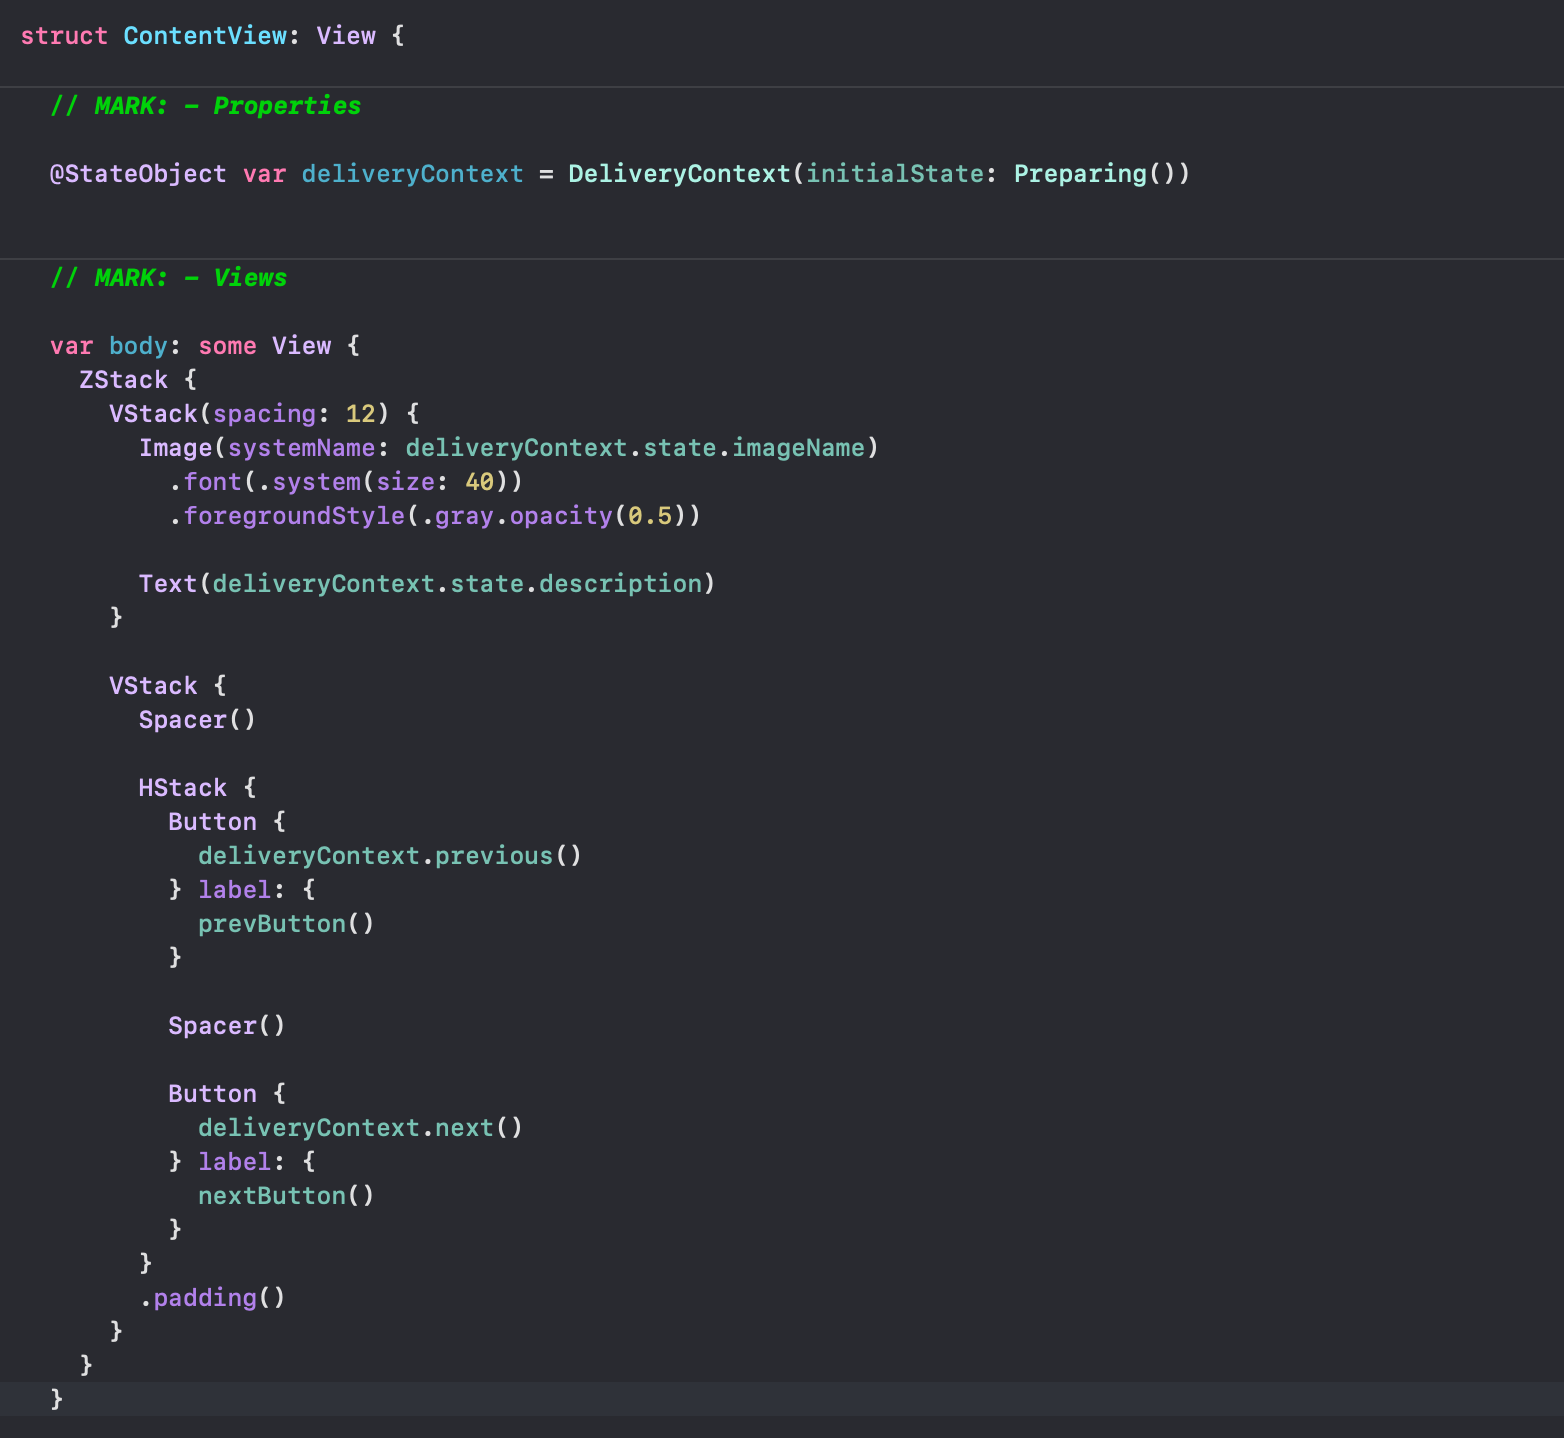 struct ContentView: View {
// MARK: - Properties
@StateObject var deliveryContext = DeliveryContext(initialState: Preparing())
// MARK: - Views
var body: some View {
ZStack {
VStack(spacing: 12) {
Image(systemName: deliveryContext.state.imageName)
.font(.system(size: 40))
.foregroundStyle(.gray.opacity(0.5))
Text(deliveryContext.state.description)
}
VStack {
Spacer()
HStack {
Button {
deliveryContext.previous()
} label: {
prevButton()
}
Spacer()
Button {
deliveryContext.next()
} label: {
nextButton()
}
}
.padding()
}
}
}